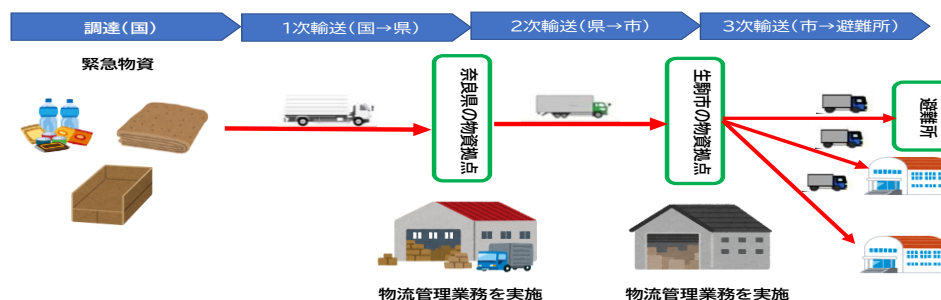 調達(国)
1次輸送(国→県)
2次輸送(県→市)
3次輸送(市→避難所)
緊急物資
奈良県の物資拠点
生駒市の物資拠点
避難所
物流管理業務を実施
物流管理業務を実施